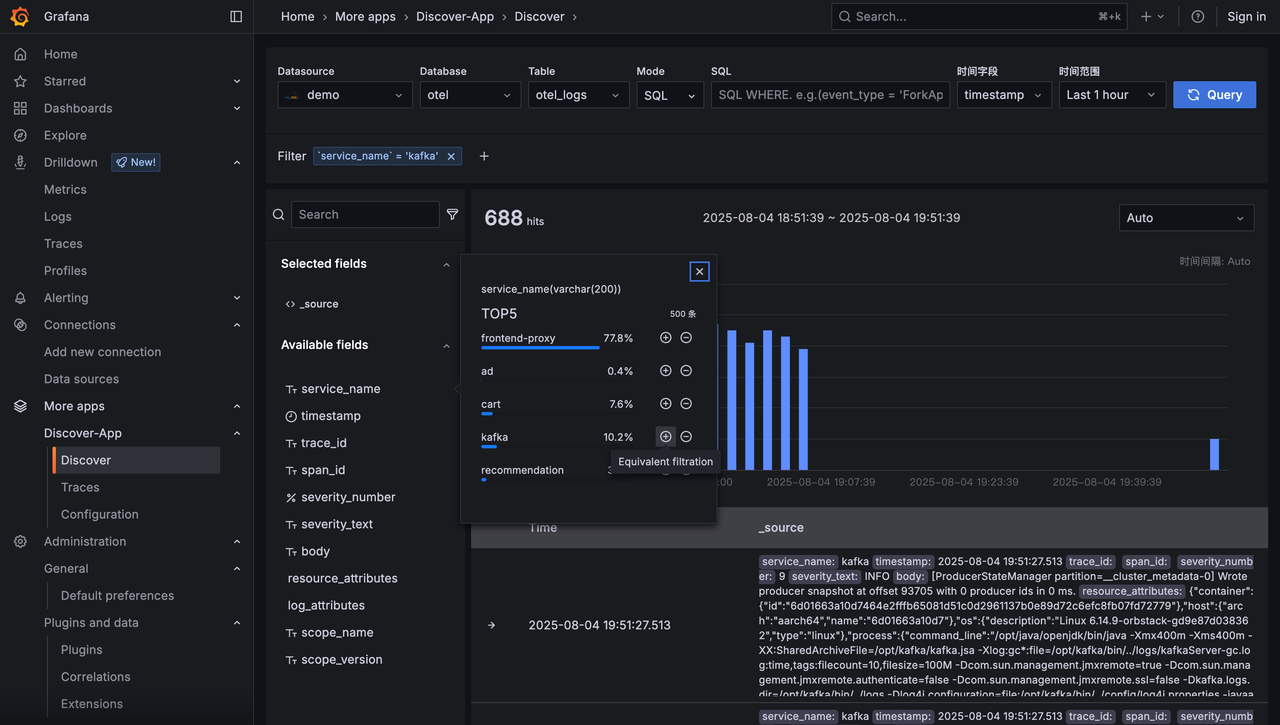 Grafana
Home › More apps › Discover-App › Discover ›
Search...
⌘+k
Sign in
Home
Starred
Dashboards
Explore
Drilldown
New!
Metrics
Logs
Traces
Profiles
Alerting
Connections
Add new connection
Data sources
More apps
Discover-App
Discover
Traces
Configuration
Administration
General
Default preferences
Plugins and data
Plugins
Correlations
Extensions
Datasource Database Table Mode SQL 时间字段 时间范围
demo otel otel_logs SQL SQL WHERE. e.g.(event_type = 'ForkAp timestamp Last 1 hour Query
Filter `service_name` = 'kafka'
Search
Selected fields
_source
Available fields
service_name
timestamp
trace_id
span_id
severity_number
severity_text
body
resource_attributes
log_attributes
scope_name
scope_version
688 hits
2025-08-04 18:51:39 ~ 2025-08-04 19:51:39
Auto
时间间隔: Auto
service_name(varchar(200))
TOP5 500 条
frontend-proxy 77.8%
ad 0.4%
cart 7.6%
kafka 10.2%
Equivalent filtration
recommendation
:00 2025-08-04 19:07:39 2025-08-04 19:23:39 2025-08-04 19:39:39
Time _source
2025-08-04 19:51:27.513
service_name: kafka timestamp: 2025-08-04 19:51:27.513 trace_id: span_id: severity_numb
er: 9 severity_text: INFO body: [ProducerStateManager partition=__cluster_metadata-0] Wrote
producer snapshot at offset 93705 with 0 producer ids in 0 ms. resource_attributes: {"container":
{"id":"6d01663a10d7464e2fffb65081d51c0d2961137b0e89d72c6efc8fb07fd72779"},"host":{"arc
h":"aarch64","name":"6d01663a10d7"},"os":{"description":"Linux 6.14.9-orbstack-gd9e87d03836
2","type":"linux"},"process":{"command_line":"/opt/java/openjdk/bin/java -Xmx400m -Xms400m -
XX:SharedArchiveFile=/opt/kafka/kafka.jsa -Xlog:gc*:file=/opt/kafka/bin/../logs/kafkaServer-gc.lo
g:time,tags:filecount=10,filesize=100M -Dcom.sun.management.jmxremote=true -Dcom.sun.mana
gement.jmxremote.authenticate=false -Dcom.sun.management.jmxremote.ssl=false -Dkafka.logs.
dir=/opt/kafka/bin/../logs -Dlog4j.configuration=file:/opt/kafka/bin/../config/log4j.properties -javaa
service_name: kafka timestamp: 2025-08-04 19:51:27.513 trace_id: span_id: severity_numb